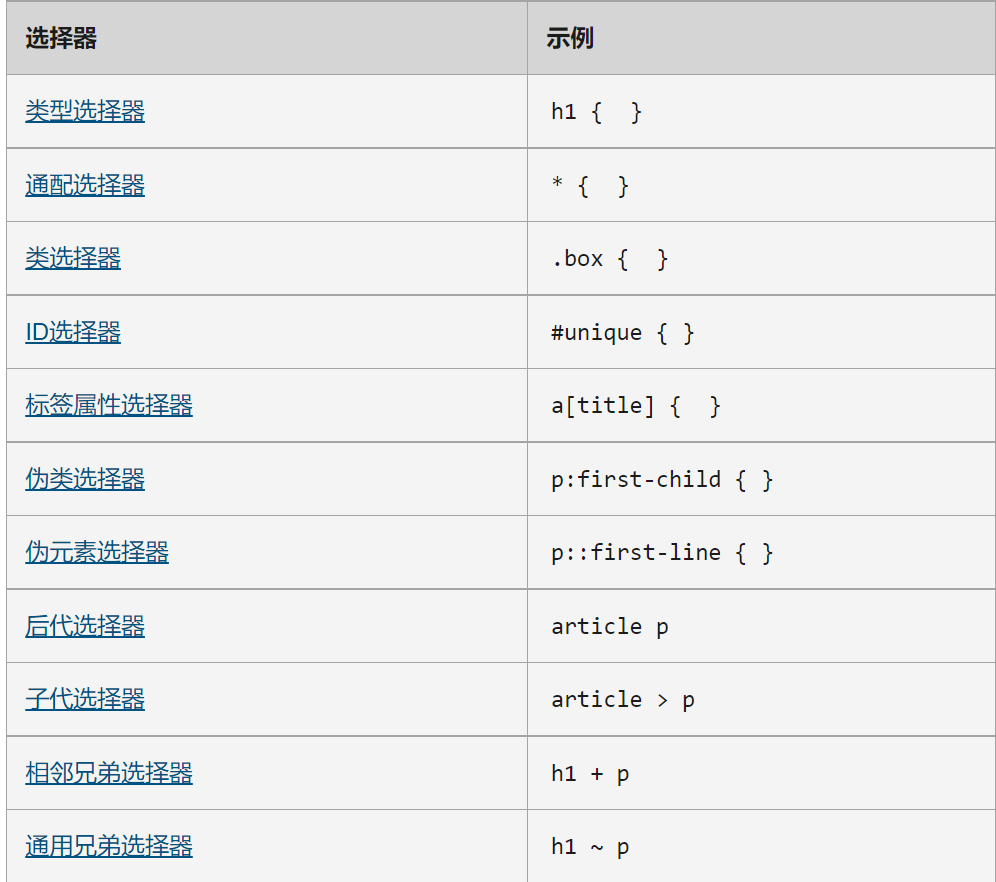 选择器 示例
类型选择器 h1 {  }
通配选择器 * {  }
类选择器 .box {  }
ID选择器 #unique { }
标签属性选择器 a[title] {  }
伪类选择器 p:first-child { }
伪元素选择器 p::first-line { }
后代选择器 article p
子代选择器 article > p
相邻兄弟选择器 h1 + p
通用兄弟选择器 h1 ~ p